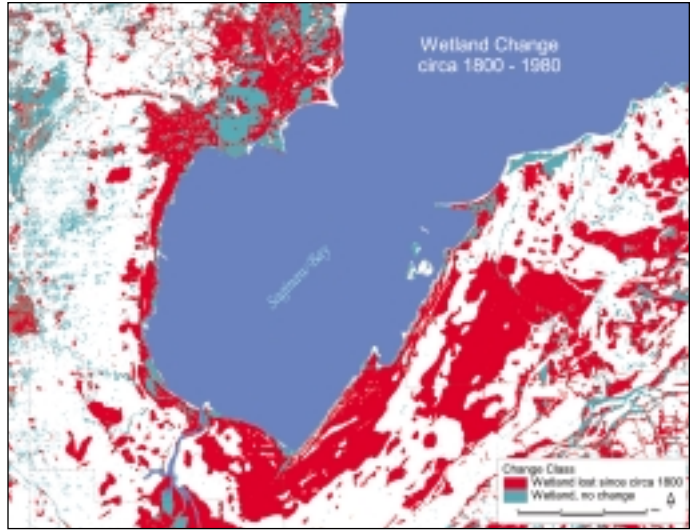 Wetland Change
circa 1800 - 1980
Saginaw Bay
Change Class
Wetland lost since circa 1800
Wetland, no change